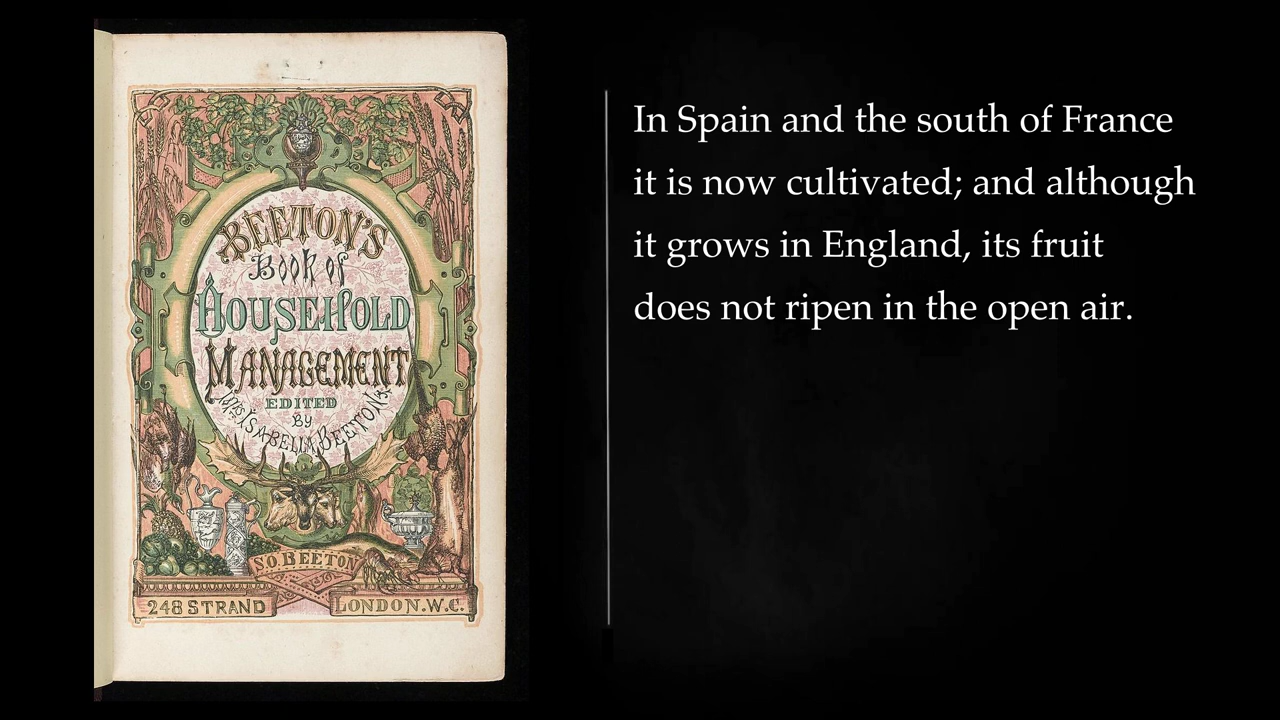 BEETON'S
Book of
HOUSEHOLD
MANAGEMENT
EDITED
BY
MRS ISABELLA BEETON
S.O. BEETON
248 STRAND
LONDON. W.C.
In Spain and the south of France
it is now cultivated; and although
it grows in England, its fruit
does not ripen in the open air.